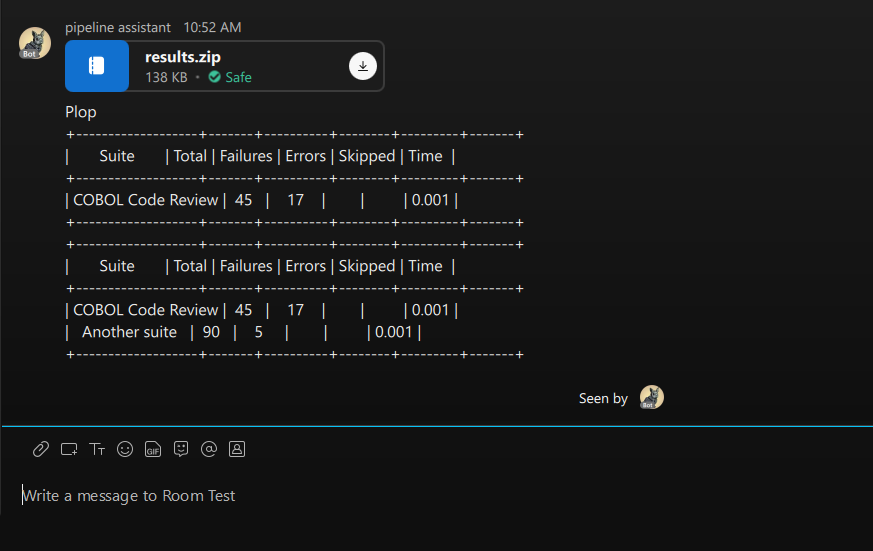 pipeline assistant 10:52 AM
Bot
results.zip
138 KB • Safe
Plop
+-------------------+-------+----------+--------+---------+-------+
| Suite | Total | Failures | Errors | Skipped | Time |
+-------------------+-------+----------+--------+---------+-------+
| COBOL Code Review | 45 | 17 | | | 0.001 |
+-------------------+-------+----------+--------+---------+-------+
+-------------------+-------+----------+--------+---------+-------+
| Suite | Total | Failures | Errors | Skipped | Time |
+-------------------+-------+----------+--------+---------+-------+
| COBOL Code Review | 45 | 17 | | | 0.001 |
| Another suite | 90 | 5 | | | 0.001 |
+-------------------+-------+----------+--------+---------+-------+
Seen by
Bot
GIF
Write a message to Room Test